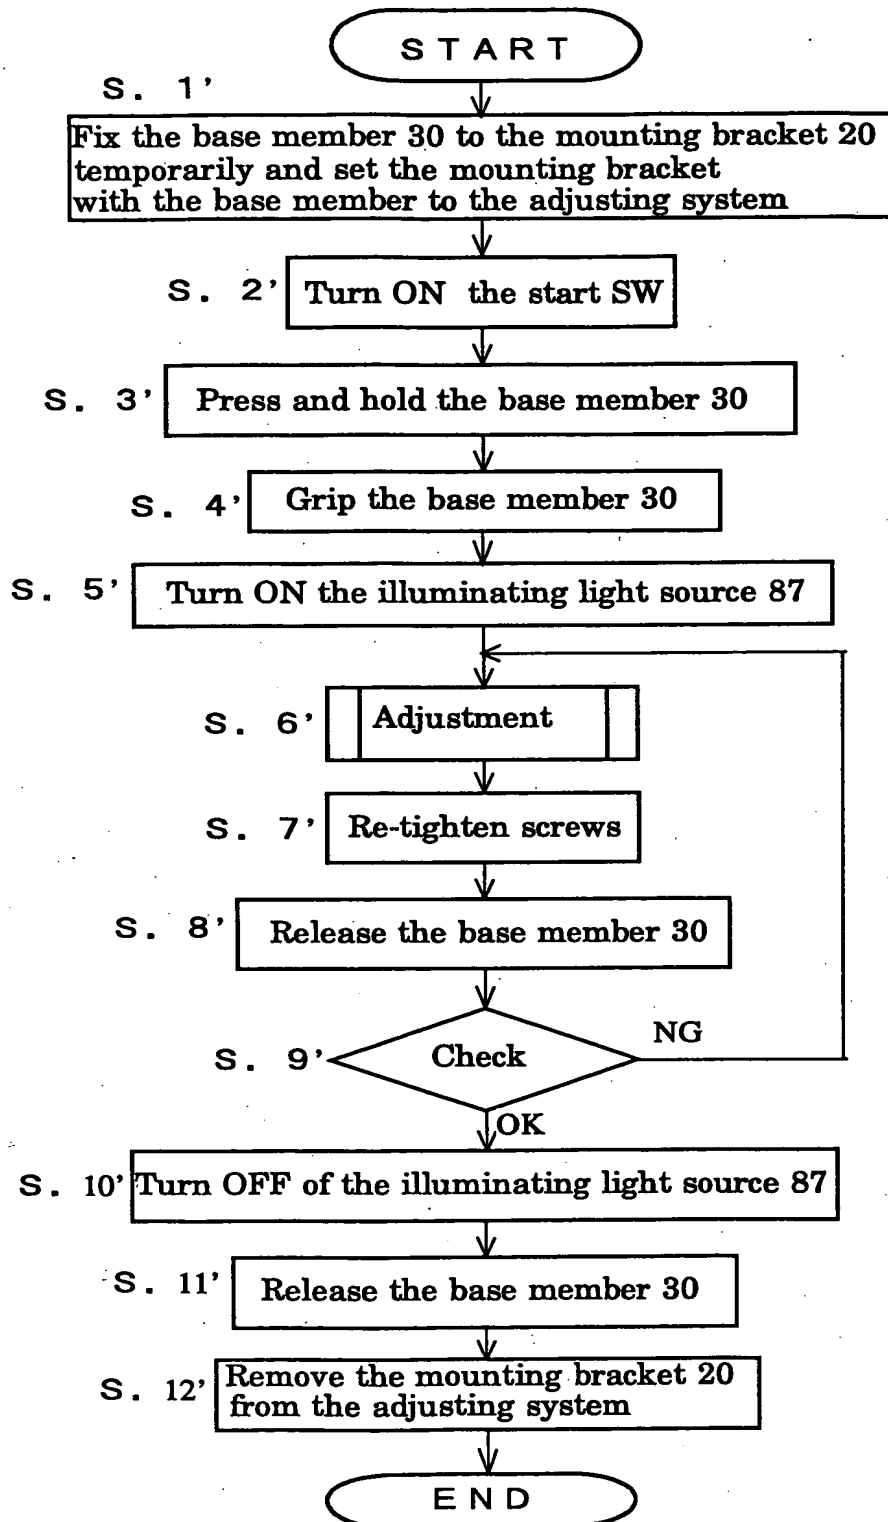 START
S. 1'
Fix the base member 30 to the mounting bracket 20
temporarily and set the mounting bracket
with the base member to the adjusting system
S. 2'
Turn ON the start SW
S. 3'
Press and hold the base member 30
S. 4'
Grip the base member 30
S. 5'
Turn ON the illuminating light source 87
S. 6'
Adjustment
S. 7'
Re-tighten screws
S. 8'
Release the base member 30
S. 9'
Check
NG
OK
S. 10'
Turn OFF of the illuminating light source 87
S. 11'
Release the base member 30
S. 12'
Remove the mounting bracket 20
from the adjusting system
END